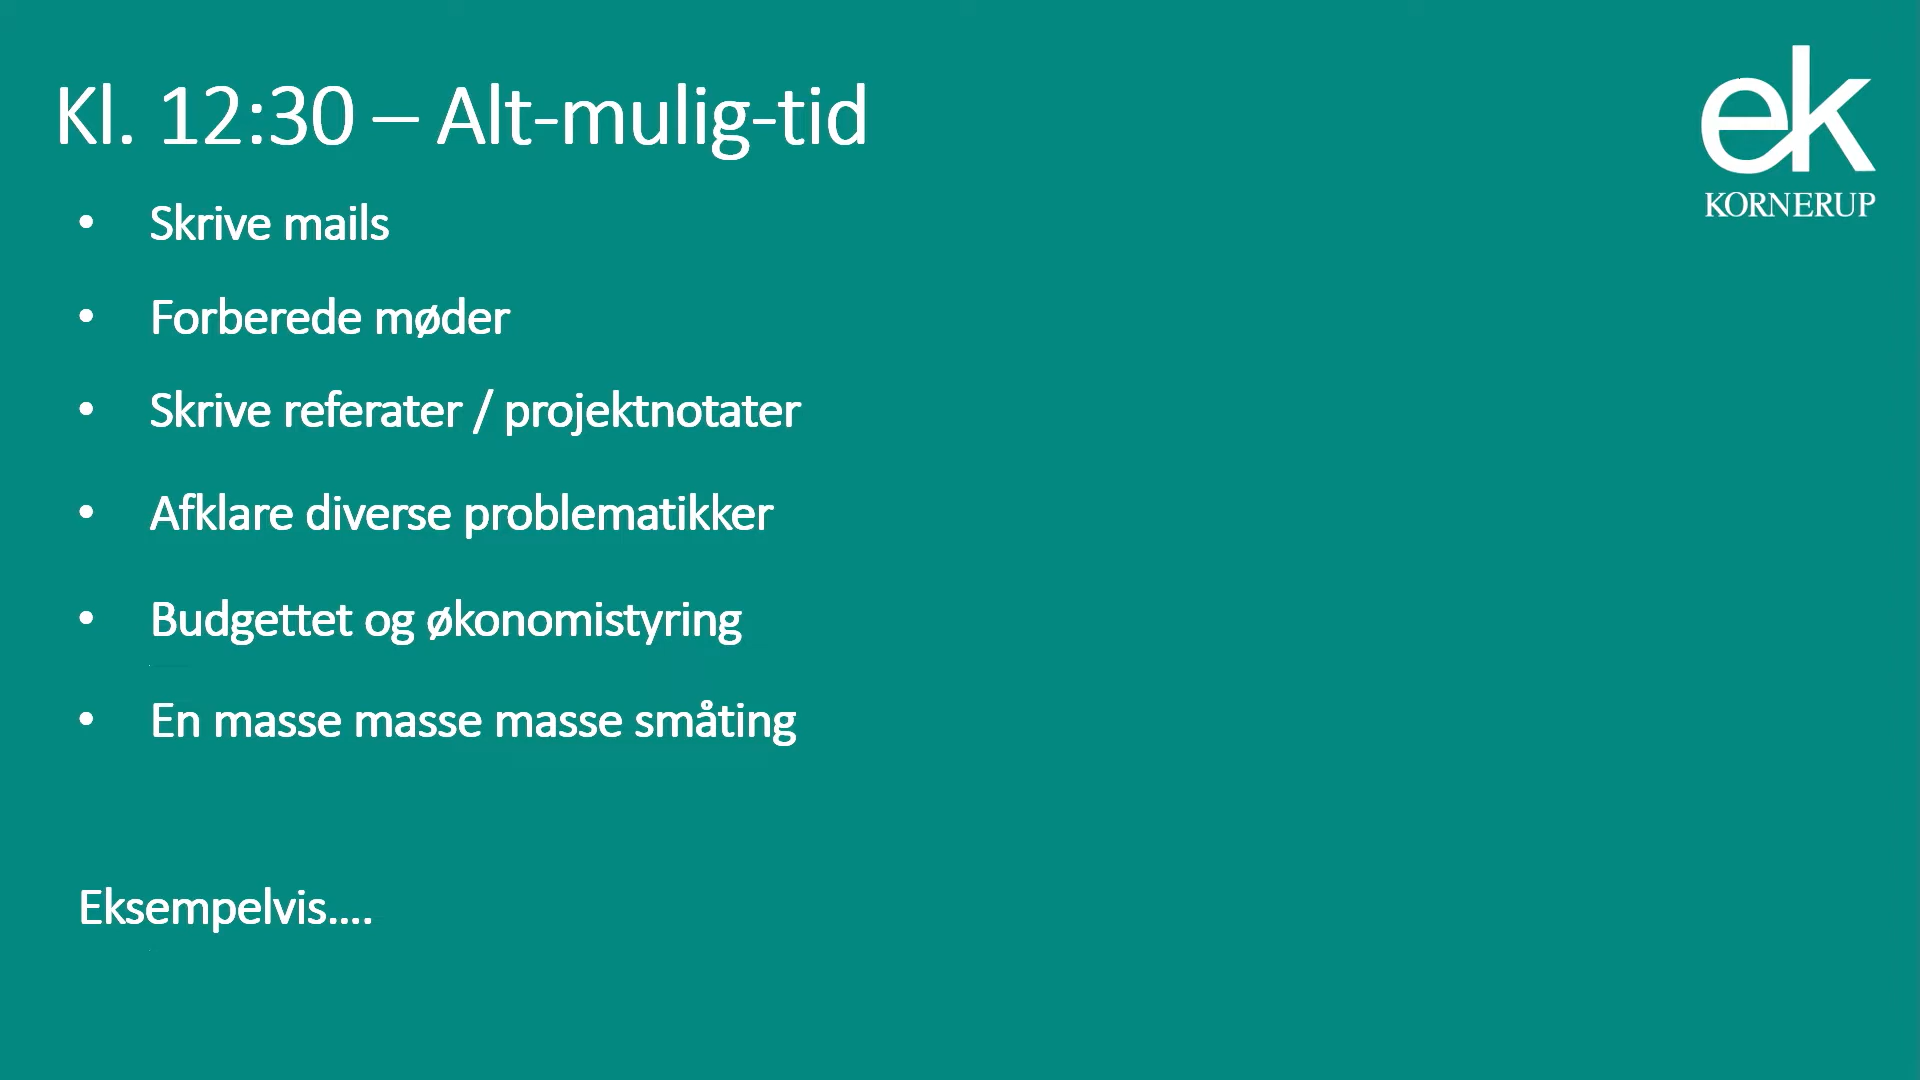 Kl. 12:30 – Alt-mulig-tid
ek
KORNERUP
• Skrive mails
• Forberede møder
• Skrive referater / projektnotater
• Afklare diverse problematikker
• Budgettet og økonomistyring
• En masse masse masse småting
Eksempelvis....